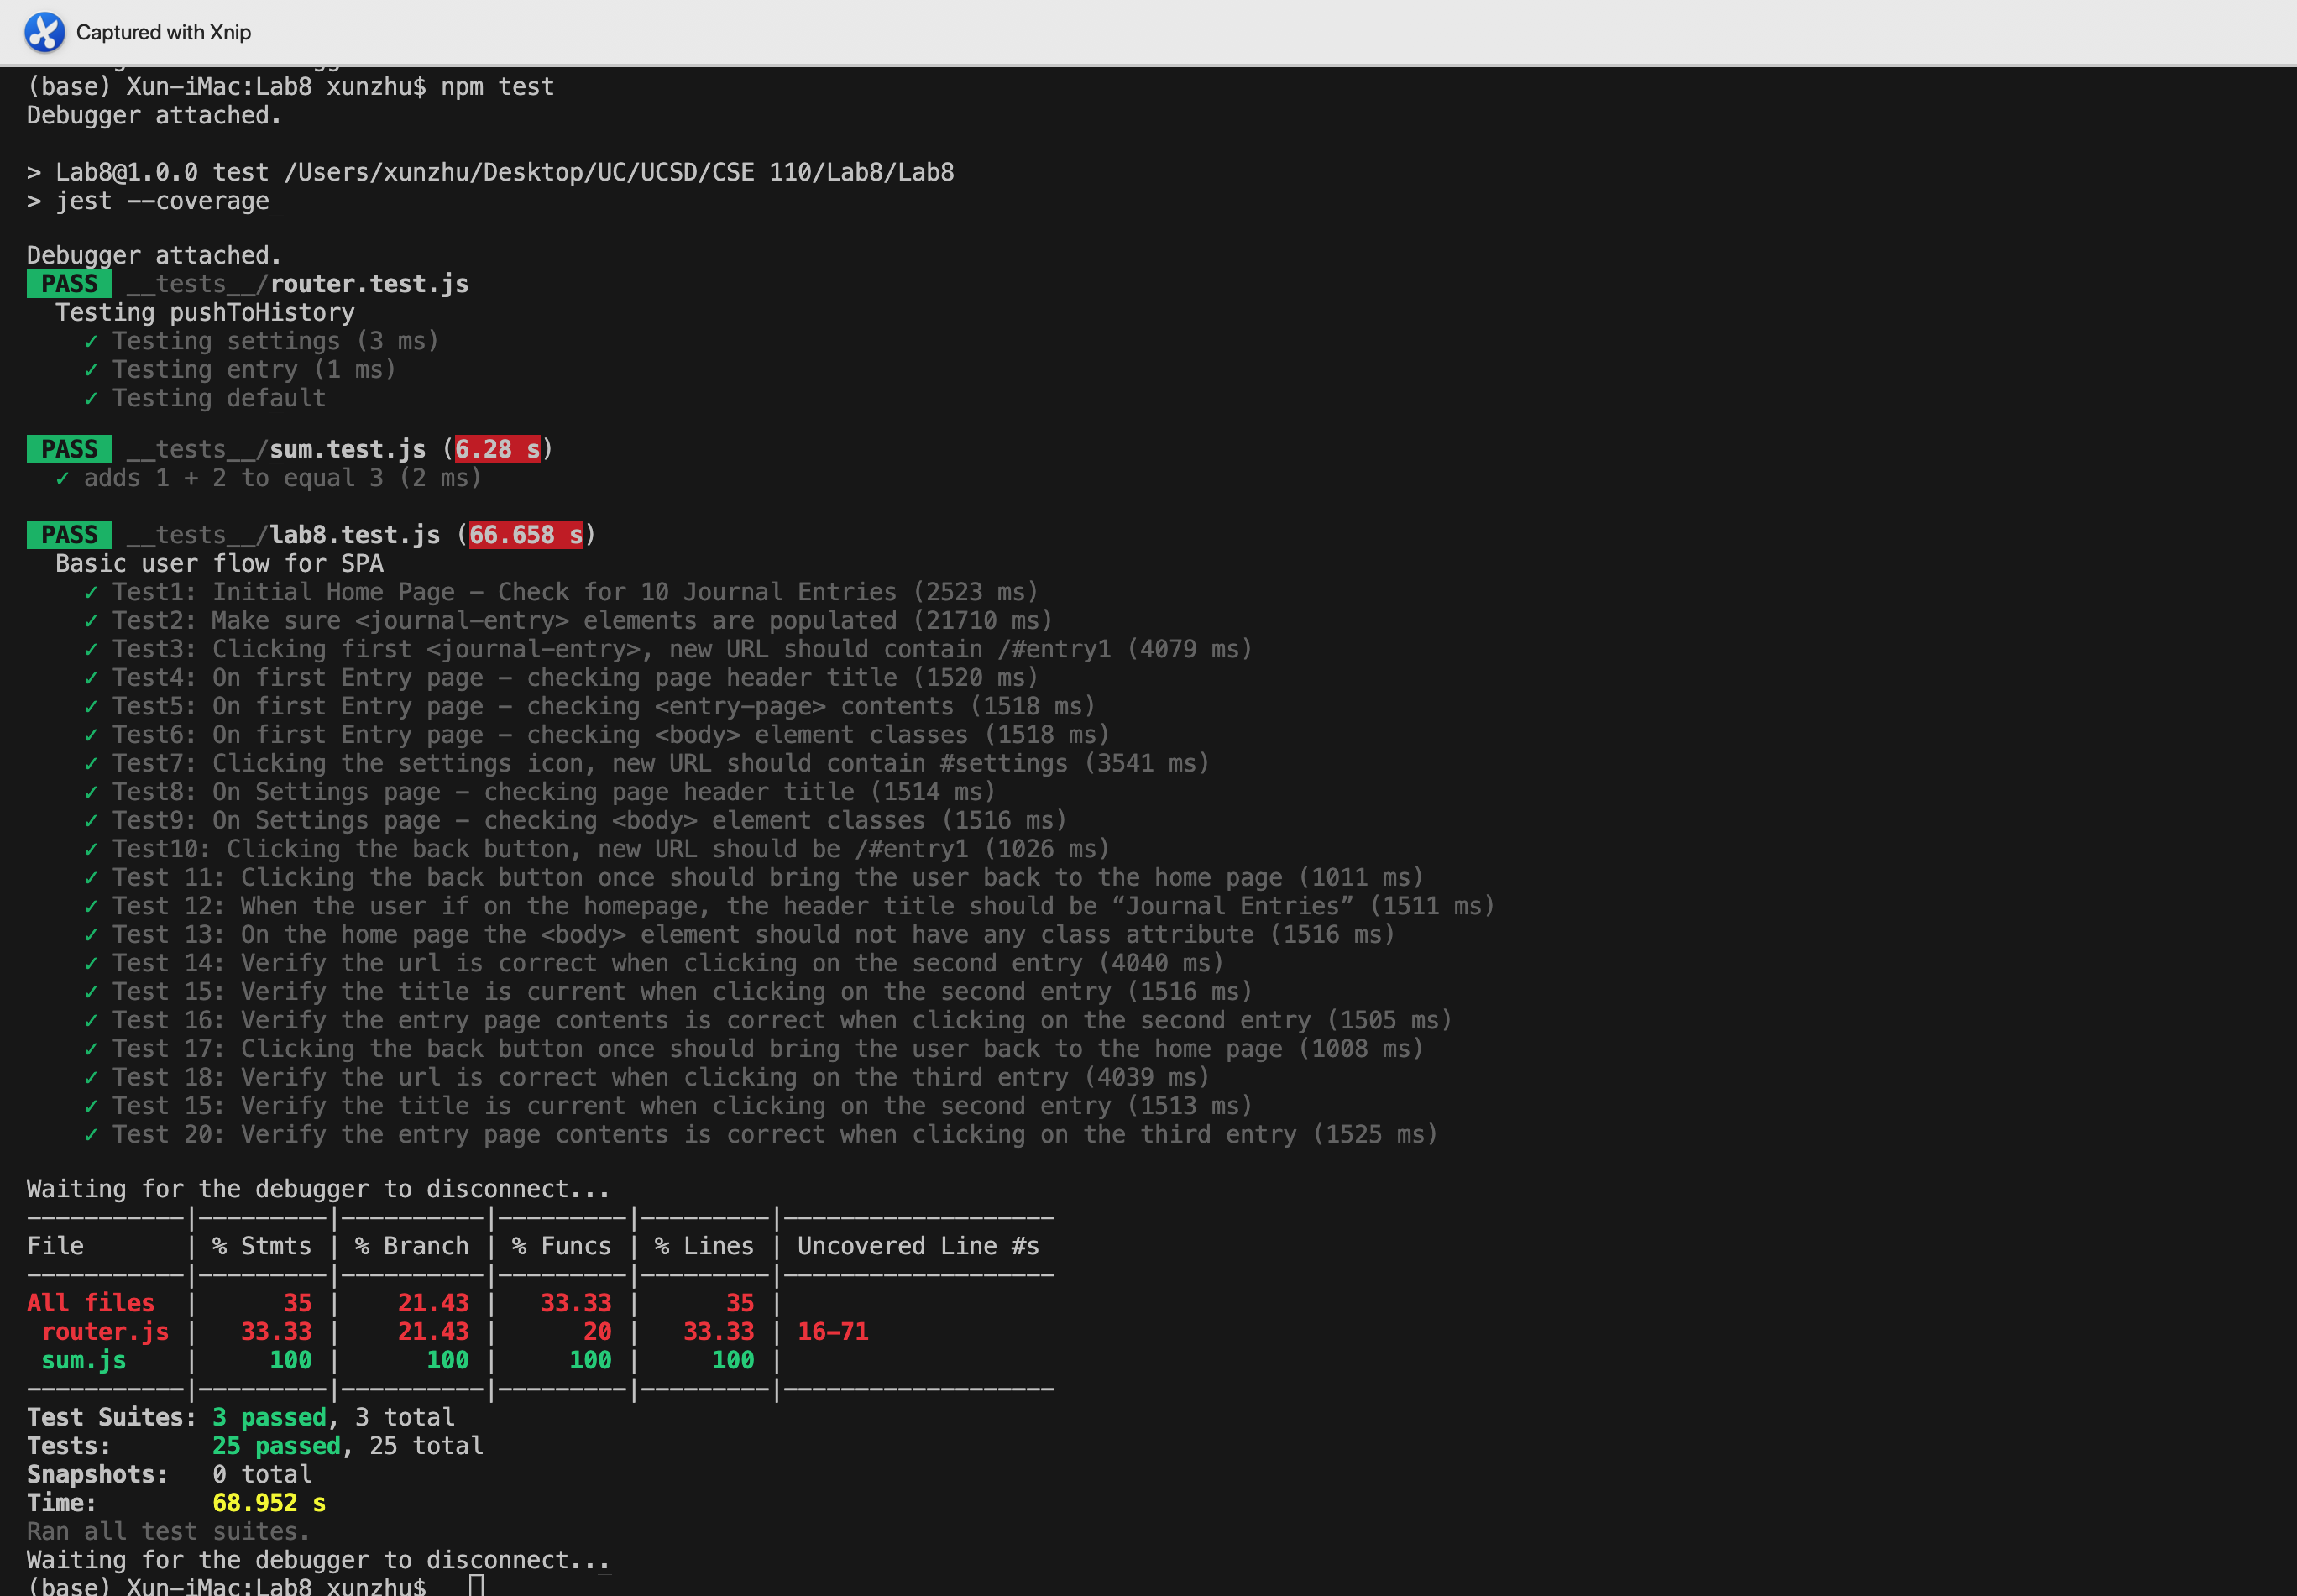 Captured with Xnip
(base) Xun-iMac:Lab8 xunzhu$ npm test
Debugger attached.
> Lab8@1.0.0 test /Users/xunzhu/Desktop/UC/UCSD/CSE 110/Lab8/Lab8
> jest --coverage
Debugger attached.
PASS __tests__/router.test.js
Testing pushToHistory
✓ Testing settings (3 ms)
✓ Testing entry (1 ms)
✓ Testing default
PASS __tests__/sum.test.js (6.28 s)
✓ adds 1 + 2 to equal 3 (2 ms)
PASS __tests__/lab8.test.js (66.658 s)
Basic user flow for SPA
✓ Test1: Initial Home Page - Check for 10 Journal Entries (2523 ms)
✓ Test2: Make sure <journal-entry> elements are populated (21710 ms)
✓ Test3: Clicking first <journal-entry>, new URL should contain /#entry1 (4079 ms)
✓ Test4: On first Entry page - checking page header title (1520 ms)
✓ Test5: On first Entry page - checking <entry-page> contents (1518 ms)
✓ Test6: On first Entry page - checking <body> element classes (1518 ms)
✓ Test7: Clicking the settings icon, new URL should contain #settings (3541 ms)
✓ Test8: On Settings page - checking page header title (1514 ms)
✓ Test9: On Settings page - checking <body> element classes (1516 ms)
✓ Test10: Clicking the back button, new URL should be /#entry1 (1026 ms)
✓ Test 11: Clicking the back button once should bring the user back to the home page (1011 ms)
✓ Test 12: When the user if on the homepage, the header title should be “Journal Entries” (1511 ms)
✓ Test 13: On the home page the <body> element should not have any class attribute (1516 ms)
✓ Test 14: Verify the url is correct when clicking on the second entry (4040 ms)
✓ Test 15: Verify the title is current when clicking on the second entry (1516 ms)
✓ Test 16: Verify the entry page contents is correct when clicking on the second entry (1505 ms)
✓ Test 17: Clicking the back button once should bring the user back to the home page (1008 ms)
✓ Test 18: Verify the url is correct when clicking on the third entry (4039 ms)
✓ Test 15: Verify the title is current when clicking on the second entry (1513 ms)
✓ Test 20: Verify the entry page contents is correct when clicking on the third entry (1525 ms)
Waiting for the debugger to disconnect...
-----------|---------|----------|---------|---------|-------------------
File | % Stmts | % Branch | % Funcs | % Lines | Uncovered Line #s
-----------|---------|----------|---------|---------|-------------------
All files | 35 | 21.43 | 33.33 | 35 |
router.js | 33.33 | 21.43 | 20 | 33.33 | 16-71
sum.js | 100 | 100 | 100 | 100 |
-----------|---------|----------|---------|---------|-------------------
Test Suites: 3 passed, 3 total
Tests: 25 passed, 25 total
Snapshots: 0 total
Time: 68.952 s
Ran all test suites.
Waiting for the debugger to disconnect...
(base) Xun-iMac:Lab8 xunzhu$